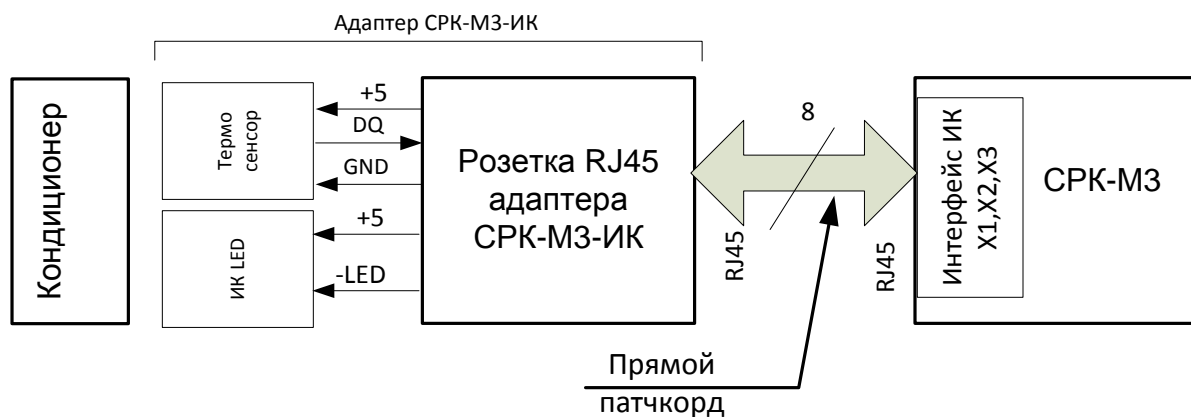 Адаптер СРК-М3-ИК
Кондиционер
Термо
сенсор
+5
DQ
GND
ИК LED
+5
-LED
Розетка RJ45
адаптера
СРК-М3-ИК
8
RJ45
RJ45
Интерфейс ИК
X1,X2,X3
СРК-М3
Прямой
патчкорд